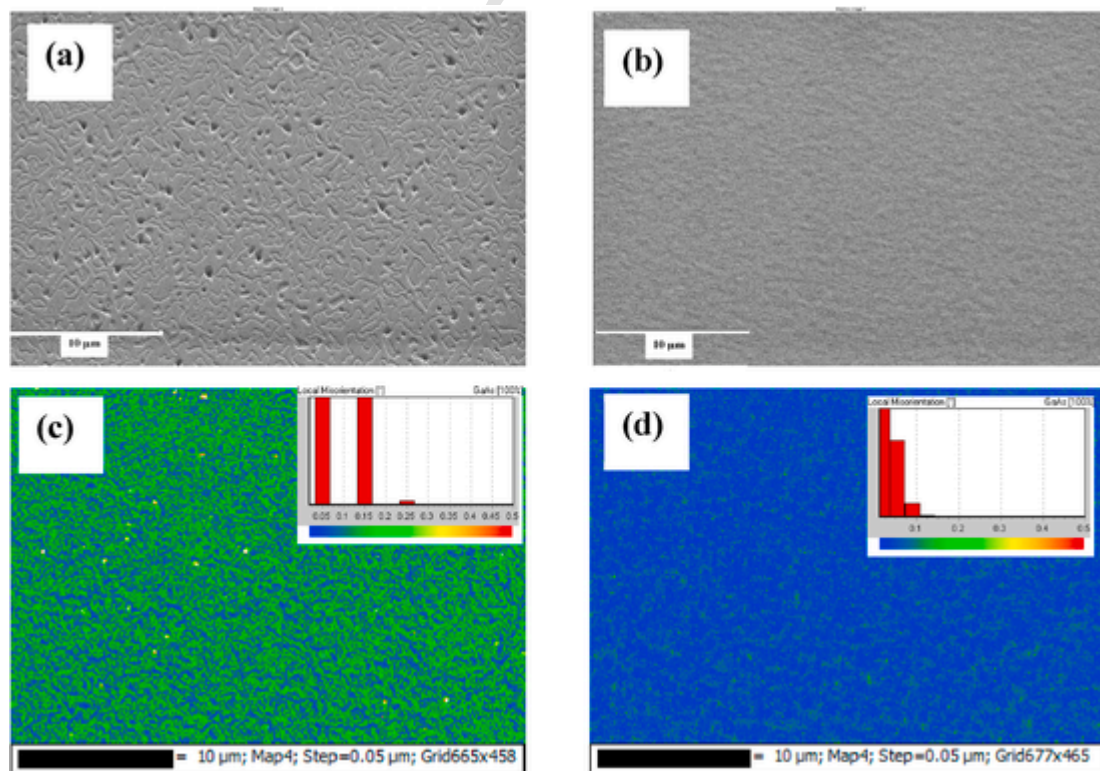 (a)
(b)
10 µm
10 µm
(c)
Local Misorientation [°] GaAs [100%]
0.05 0.1 0.15 0.2 0.25 0.3 0.35 0.4 0.45 0.5
(d)
Local Misorientation [°] GaAs [100%]
0.1 0.2 0.3 0.4 0.5
= 10 µm; Map4; Step=0.05 µm; Grid665x458
= 10 µm; Map4; Step=0.05 µm; Grid677x465